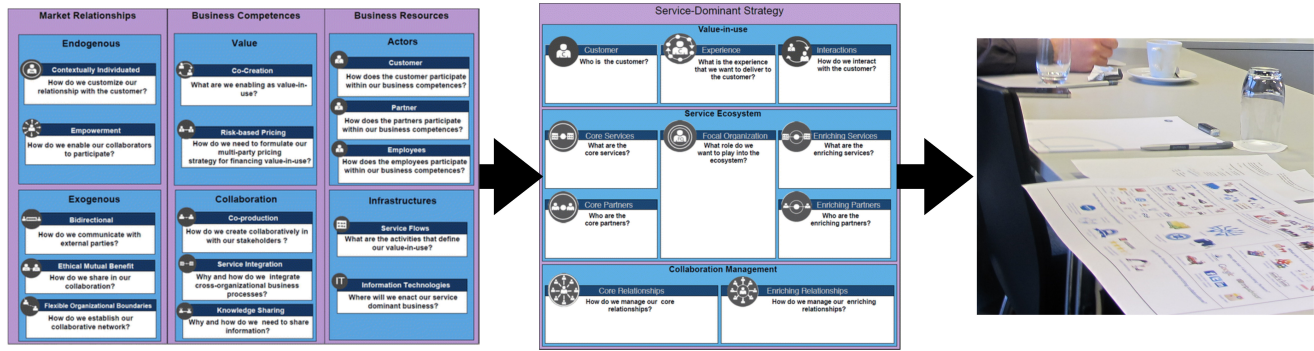 Market Relationships
Endogenous
Contextually Individuated
How do we customize our
relationship with the customer?
Empowerment
How do we enable our collaborators
to participate?
Exogenous
Bidirectional
How do we communicate with
external parties?
Ethical Mutual Benefit
How do we share in our
collaboration?
Flexible Organizational Boundaries
How do we establish our
collaborative network?
Business Competences
Value
Co-Creation
What are we enabling as value-in-
use?
Risk-based Pricing
How do we need to formulate our
multi-party pricing
strategy for financing value-in-use?
Collaboration
Co-production
How do we create collaboratively in
with our stakeholders ?
Service Integration
Why and how do we integrate
cross-organizational business
processes?
Knowledge Sharing
Why and how do we need to share
information?
Business Resources
Actors
Customer
How does the customer participate
within our business competences?
Partner
How does the partners participate
within our business competences?
Employees
How does the employees participate
within our business competences?
Infrastructures
Service Flows
What are the activities that define
our value-in-use?
IT
Information Technologies
Where will we enact our service
dominant business?
Service-Dominant Strategy
Value-in-use
Customer
Who is the customer?
Experience
What is the experience
that we want to deliver to
the customer?
Interactions
How do we interact
with the customer?
Service Ecosystem
Core Services
What are the
core services?
Focal Organization
What role do we
want to play into the
ecosystem?
Enriching Services
What are the
enriching services?
Core Partners
Who are the
core partners?
Enriching Partners
Who are the
enriching partners?
Collaboration Management
Core Relationships
How do we manage our core
relationships?
Enriching Relationships
How do we manage our enriching
relationships?
Google